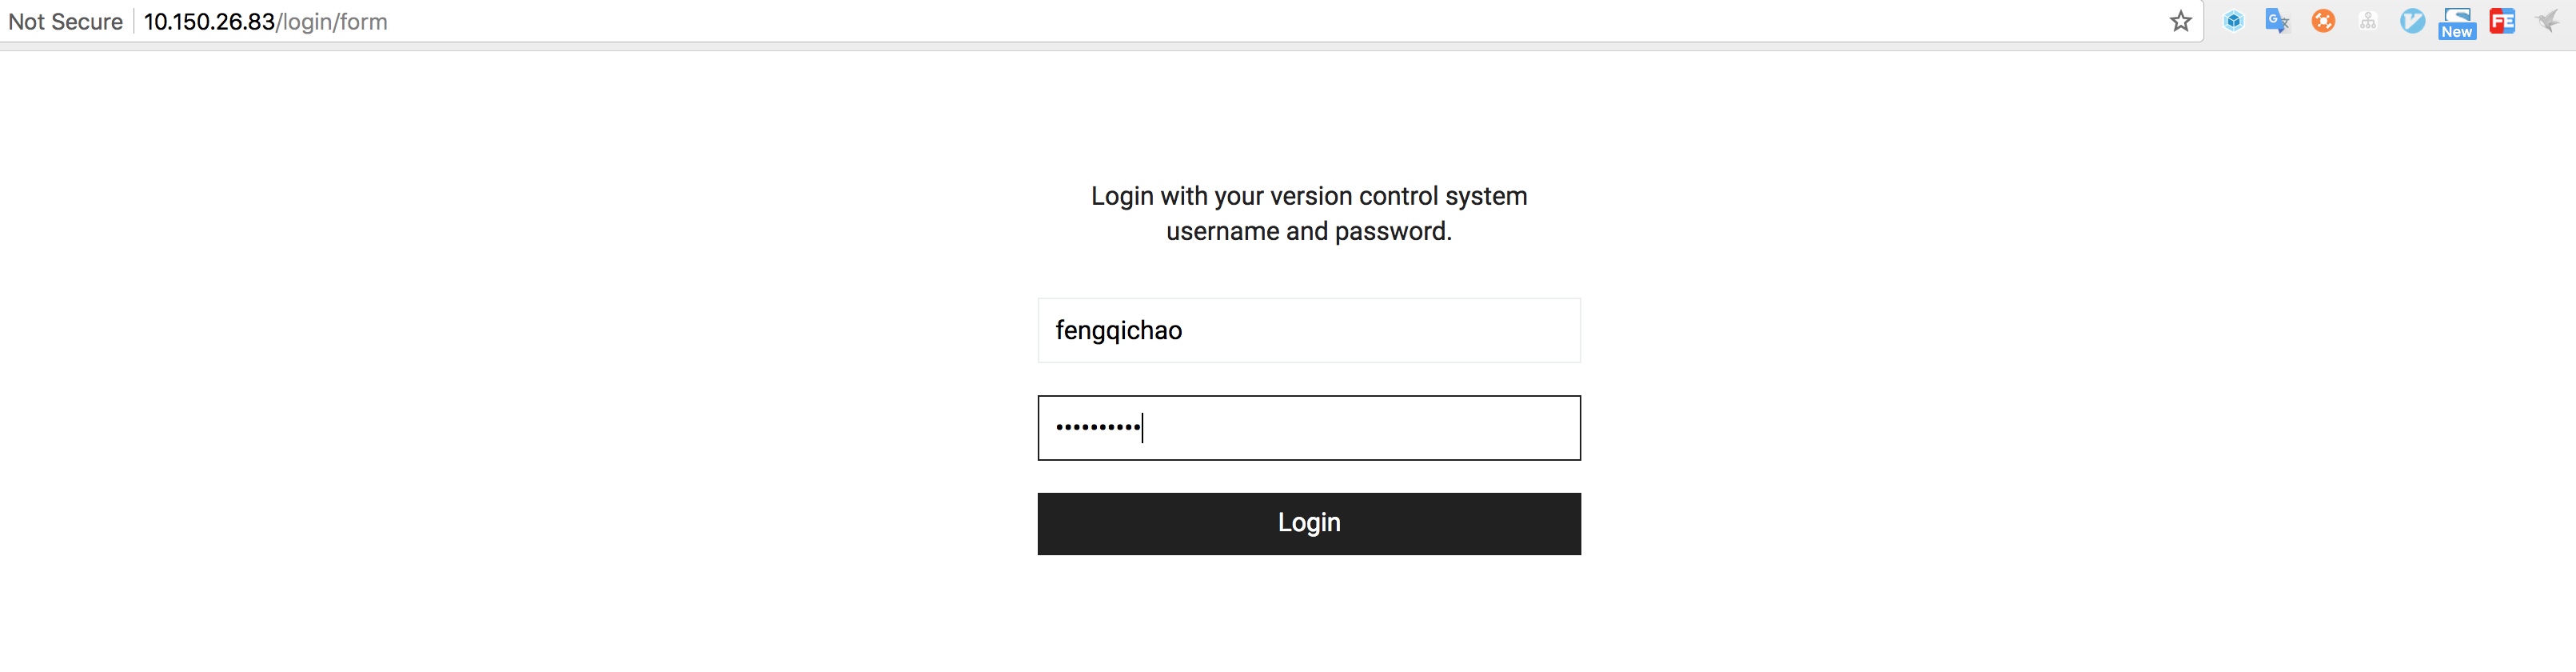 Not Secure 10.150.26.83/login/form
New
FE
Login with your version control system
username and password.
fengqichao
••••••••••
Login